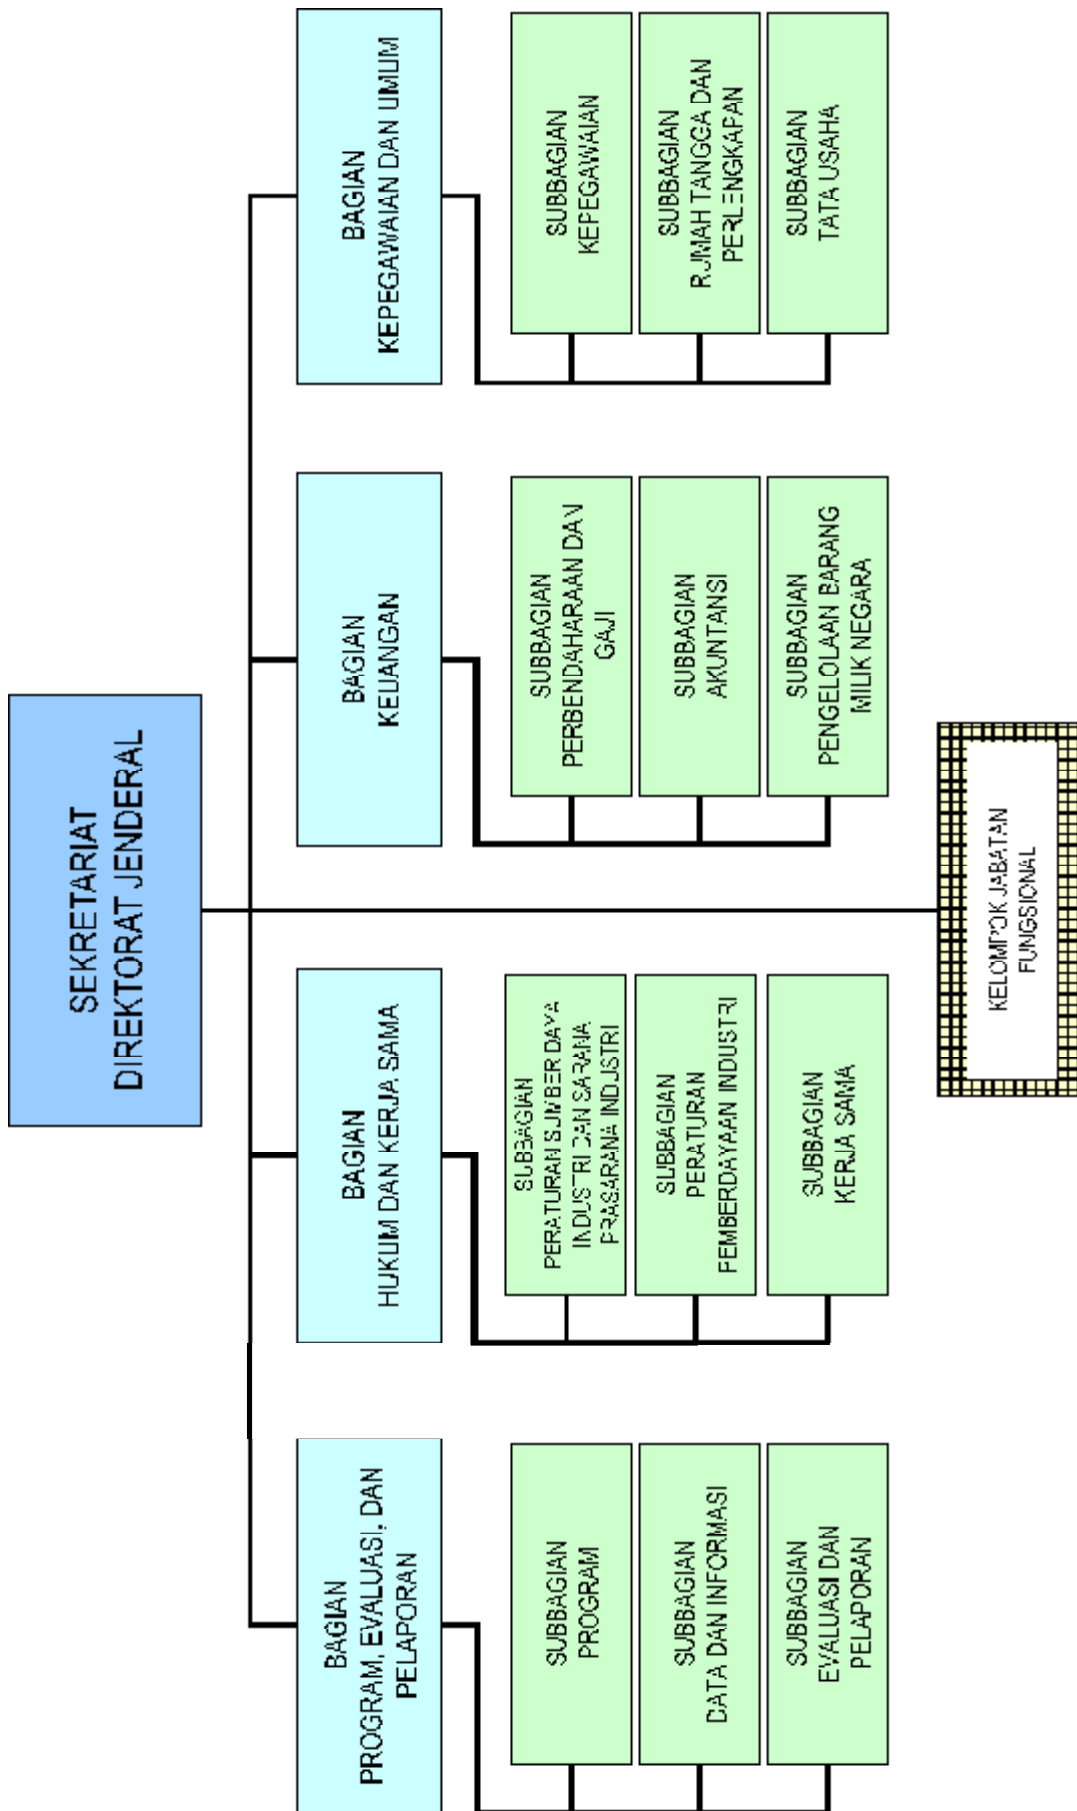 SEKRETARIAT
DIREKTORAT JENDERAL
BAGIAN
PROGRAM, EVALUASI, DAN
PELAPORAN
BAGIAN
HUKUM DAN KERJA SAMA
BAGIAN
KEUANGAN
BAGIAN
KEPEGAWAIAN DAN UMUM
SUBBAGIAN
PROGRAM
SUBBAGIAN
DATA DAN INFORMASI
SUBBAGIAN
EVALUASI DAN
PELAPORAN
SUBBAGIAN
PERATURAN SUMBER DAYA
INDUSTRI DAN SARANA
PRASARANA INDUSTRI
SUBBAGIAN
PERATURAN
PEMBERDAYAAN INDUSTRI
SUBBAGIAN
KERJA SAMA
SUBBAGIAN
PERBENDAHARAAN DAN
GAJI
SUBBAGIAN
AKUNTANSI
SUBBAGIAN
PENGELOLAAN BARANG
MILIK NEGARA
SUBBAGIAN
KEPEGAWAIAN
SUBBAGIAN
RUMAH TANGGA DAN
PERLENGKAPAN
SUBBAGIAN
TATA USAHA
KELOMPOK JABATAN
FUNGSIONAL